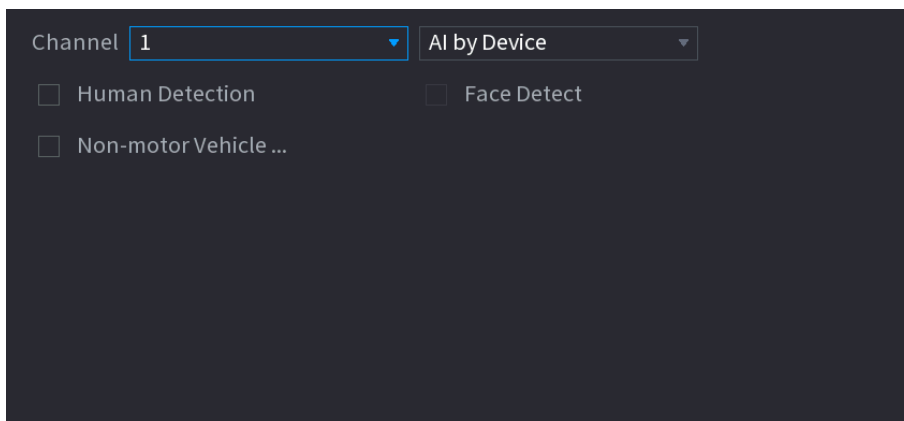 Channel 1 AI by Device
Human Detection Face Detect
Non-motor Vehicle ...